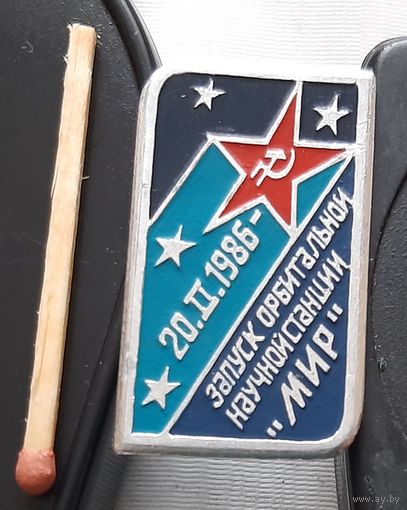 20.II.1986-
ЗАПУСК ОРБИТАЛЬНОЙ
НАУЧНОЙ СТАНЦИИ
„МИР"
www.ay.by